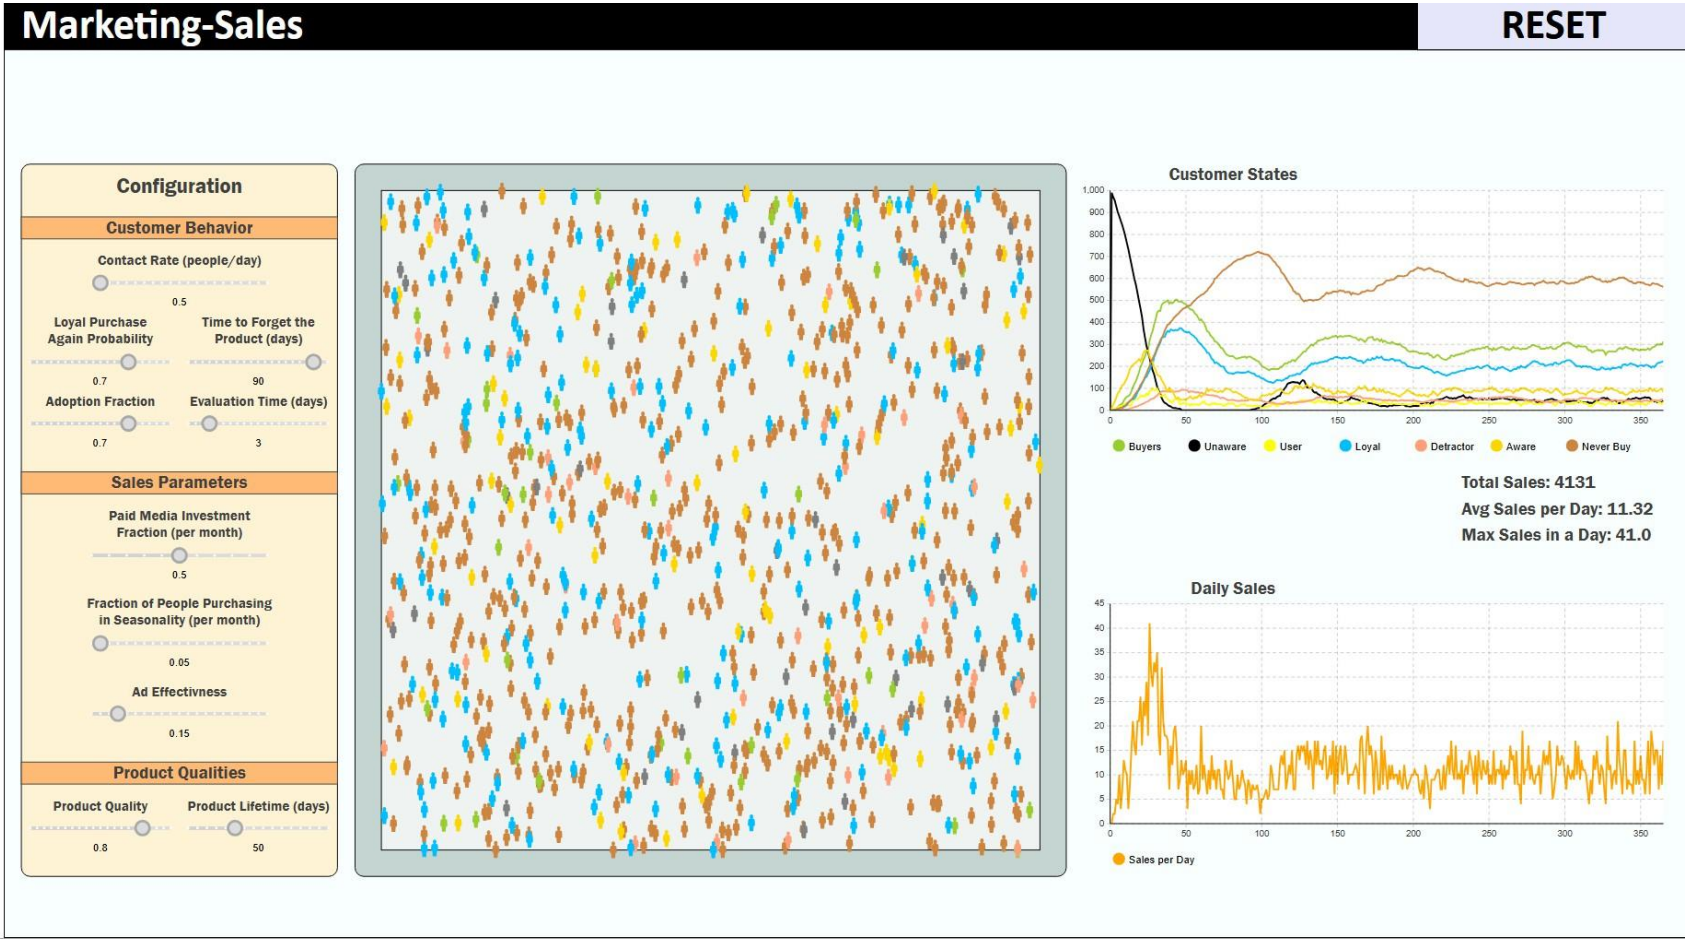 Marketing-Sales
RESET
Configuration
Customer Behavior
Contact Rate (people/day)
0.5
Loyal Purchase
Again Probability
0.7
Time to Forget the
Product (days)
90
Adoption Fraction
0.7
Evaluation Time (days)
3
Sales Parameters
Paid Media Investment
Fraction (per month)
0.5
Fraction of People Purchasing
in Seasonality (per month)
0.05
Ad Effectivness
0.15
Product Qualities
Product Quality
0.8
Product Lifetime (days)
50
Customer States
1,000
900
800
700
600
500
400
300
200
100
0
0 50 100 150 200 250 300 350
Buyers Unaware User Loyal Detractor Aware Never Buy
Total Sales: 4131
Avg Sales per Day: 11.32
Max Sales in a Day: 41.0
Daily Sales
45
40
35
30
25
20
15
10
5
0
0 50 100 150 200 250 300 350
Sales per Day